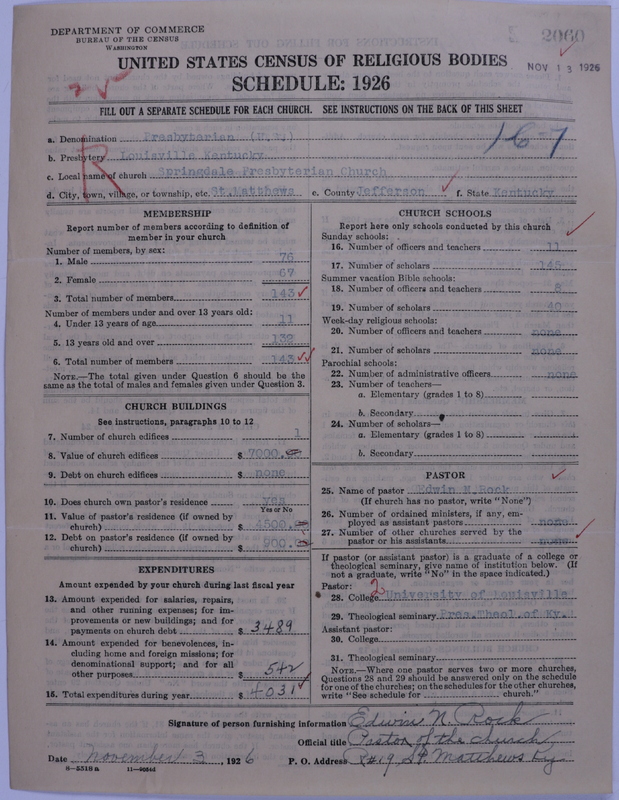 DEPARTMENT OF COMMERCE
BUREAU OF THE CENSUS
WASHINGTON
2060
NOV 13 1926
UNITED STATES CENSUS OF RELIGIOUS BODIES
SCHEDULE: 1926
FILL OUT A SEPARATE SCHEDULE FOR EACH CHURCH. SEE INSTRUCTIONS ON THE BACK OF THIS SHEET
167
R
a. Denomination Presbyterian
b. Presbytery Louisville Kentucky
c. Local name of church Springdale Presbyterian Church
d. City, town, village, or township, etc. St. Matthews e. County Jefferson f. State Kentucky
MEMBERSHIP
Report number of members according to definition of
member in your church
Number of members, by sex:
1. Male 76
2. Female 67
3. Total number of members 143
Number of members under and over 13 years old:
4. Under 13 years of age 11
5. 13 years old and over 132
6. Total number of members 143
NOTE.—The total given under Question 6 should be the
same as the total of males and females given under Question 3.
CHURCH BUILDINGS
See instructions, paragraphs 10 to 12
7. Number of church edifices 1
8. Value of church edifices $ 7000.
9. Debt on church edifices $ none
10. Does church own pastor's residence yes
Yes or No
11. Value of pastor's residence (if owned by
church) $ 4500.
12. Debt on pastor's residence (if owned by
church) $ 900.
EXPENDITURES
Amount expended by your church during last fiscal year
13. Amount expended for salaries, repairs,
and other running expenses; for im-
provements or new buildings; and for
payments on church debt $ 3489
14. Amount expended for benevolences, in-
cluding home and foreign missions; for
denominational support; and for all
other purposes $ 542
15. Total expenditures during year $ 4031
CHURCH SCHOOLS
Report here only schools conducted by this church
Sunday schools:
16. Number of officers and teachers 11
17. Number of scholars 145
Summer vacation Bible schools:
18. Number of officers and teachers 8
19. Number of scholars 40
Week-day religious schools:
20. Number of officers and teachers none
21. Number of scholars none
Parochial schools:
22. Number of administrative officers none
23. Number of teachers—
a. Elementary (grades 1 to 8)
b. Secondary
24. Number of scholars—
a. Elementary (grades 1 to 8)
b. Secondary
PASTOR
25. Name of pastor Edwin N. Rock
(If church has no pastor, write "None")
26. Number of ordained ministers, if any, em-
ployed as assistant pastors none
27. Number of other churches served by the
pastor or his assistants none
If pastor (or assistant pastor) is a graduate of a college or
theological seminary, give name of institution below. (If
not a graduate, write "No" in the space indicated.)
Pastor:
28. College University of Louisville
29. Theological seminary Pres. Theol. of Ky.
Assistant pastor:
30. College
31. Theological seminary
NOTE.—Where one pastor serves two or more churches,
Questions 28 and 29 should be answered only on the schedule
for one of the churches; on the schedules for the other churches,
write "See schedule for church."
Signature of person furnishing information Edwin N. Rock
Official title Pastor of the church
Date November 3, 1926 P. O. Address R#19 St. Matthews Ky